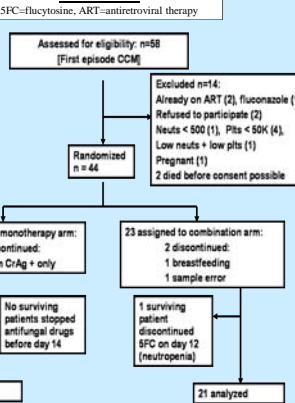 5FC=flucytosine, ART=antiretroviral therapy
Assessed for eligibility: n=58
[First episode CCM]
Excluded n=14:
Already on ART (2), fluconazole (
Refused to participate (2)
Neuts < 500 (1), Plts < 50K (4),
Low neuts + low plts (1)
Pregnant (1)
2 died before consent possible
Randomized
n = 44
monotherapy arm:
continued:
CrAg + only
23 assigned to combination arm:
2 discontinued:
1 breastfeeding
1 sample error
No surviving
patients stopped
antifungal drugs
before day 14
1 surviving
patient
discontinued
5FC on day 12
(neutropenia)
21 analyzed